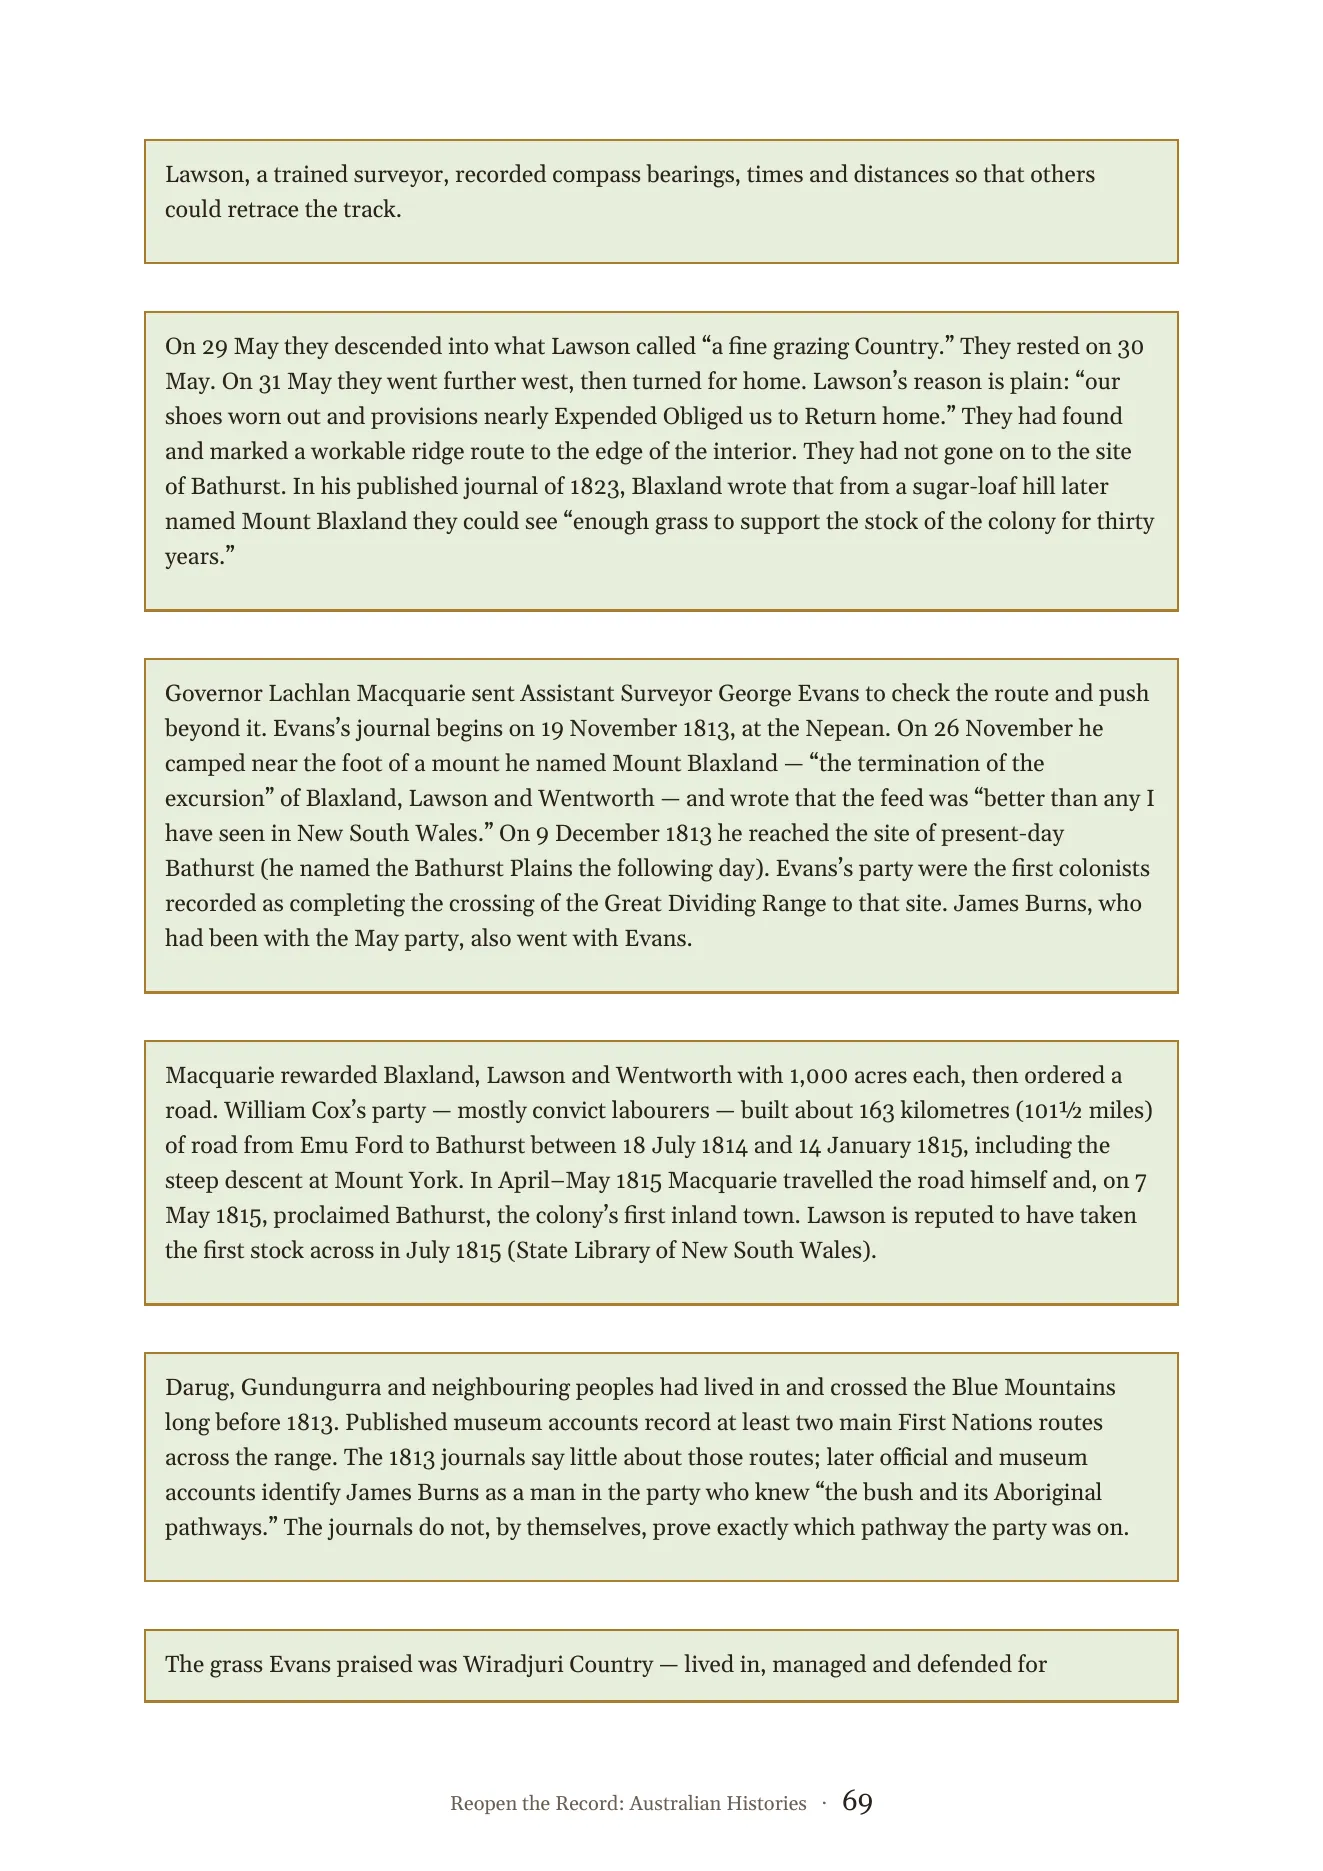 Lawson, a trained surveyor, recorded compass bearings, times and distances so that others
could retrace the track.
On 29 May they descended into what Lawson called “a fine grazing Country.” They rested on 30
May. On 31 May they went further west, then turned for home. Lawson’s reason is plain: “our
shoes worn out and provisions nearly Expended Obliged us to Return home.” They had found
and marked a workable ridge route to the edge of the interior. They had not gone on to the site
of Bathurst. In his published journal of 1823, Blaxland wrote that from a sugar-loaf hill later
named Mount Blaxland they could see “enough grass to support the stock of the colony for thirty
years.”
Governor Lachlan Macquarie sent Assistant Surveyor George Evans to check the route and push
beyond it. Evans’s journal begins on 19 November 1813, at the Nepean. On 26 November he
camped near the foot of a mount he named Mount Blaxland — “the termination of the
excursion” of Blaxland, Lawson and Wentworth — and wrote that the feed was “better than any I
have seen in New South Wales.” On 9 December 1813 he reached the site of present-day
Bathurst (he named the Bathurst Plains the following day). Evans’s party were the first colonists
recorded as completing the crossing of the Great Dividing Range to that site. James Burns, who
had been with the May party, also went with Evans.
Macquarie rewarded Blaxland, Lawson and Wentworth with 1,000 acres each, then ordered a
road. William Cox’s party — mostly convict labourers — built about 163 kilometres (101½ miles)
of road from Emu Ford to Bathurst between 18 July 1814 and 14 January 1815, including the
steep descent at Mount York. In April–May 1815 Macquarie travelled the road himself and, on 7
May 1815, proclaimed Bathurst, the colony’s first inland town. Lawson is reputed to have taken
the first stock across in July 1815 (State Library of New South Wales).
Darug, Gundungurra and neighbouring peoples had lived in and crossed the Blue Mountains
long before 1813. Published museum accounts record at least two main First Nations routes
across the range. The 1813 journals say little about those routes; later official and museum
accounts identify James Burns as a man in the party who knew “the bush and its Aboriginal
pathways.” The journals do not, by themselves, prove exactly which pathway the party was on.
The grass Evans praised was Wiradjuri Country — lived in, managed and defended for
Reopen the Record: Australian Histories · 69